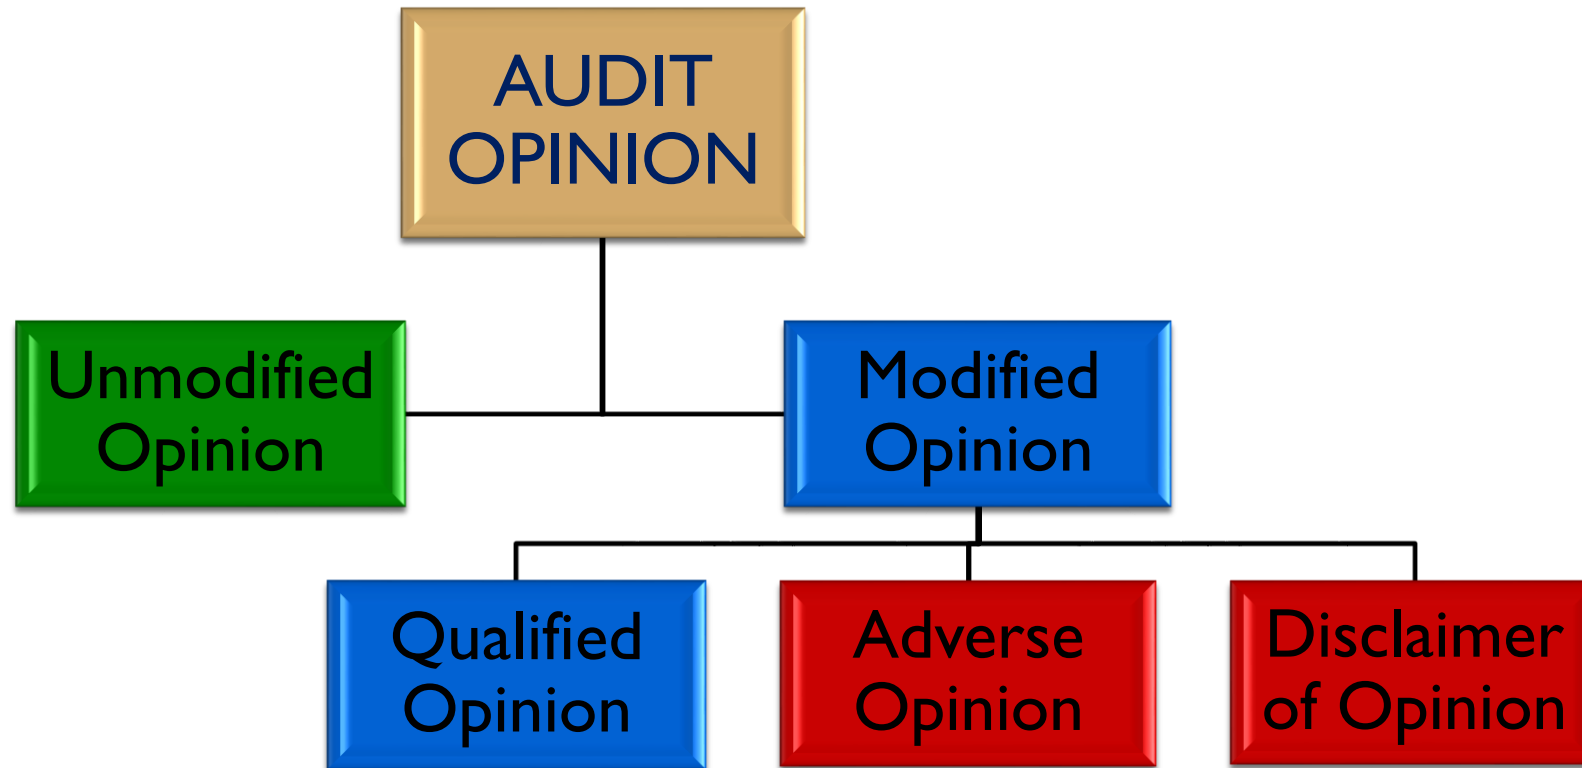 AUDIT
OPINION
Unmodified
Opinion
Modified
Opinion
Qualified
Opinion
Adverse
Opinion
Disclaimer
of Opinion